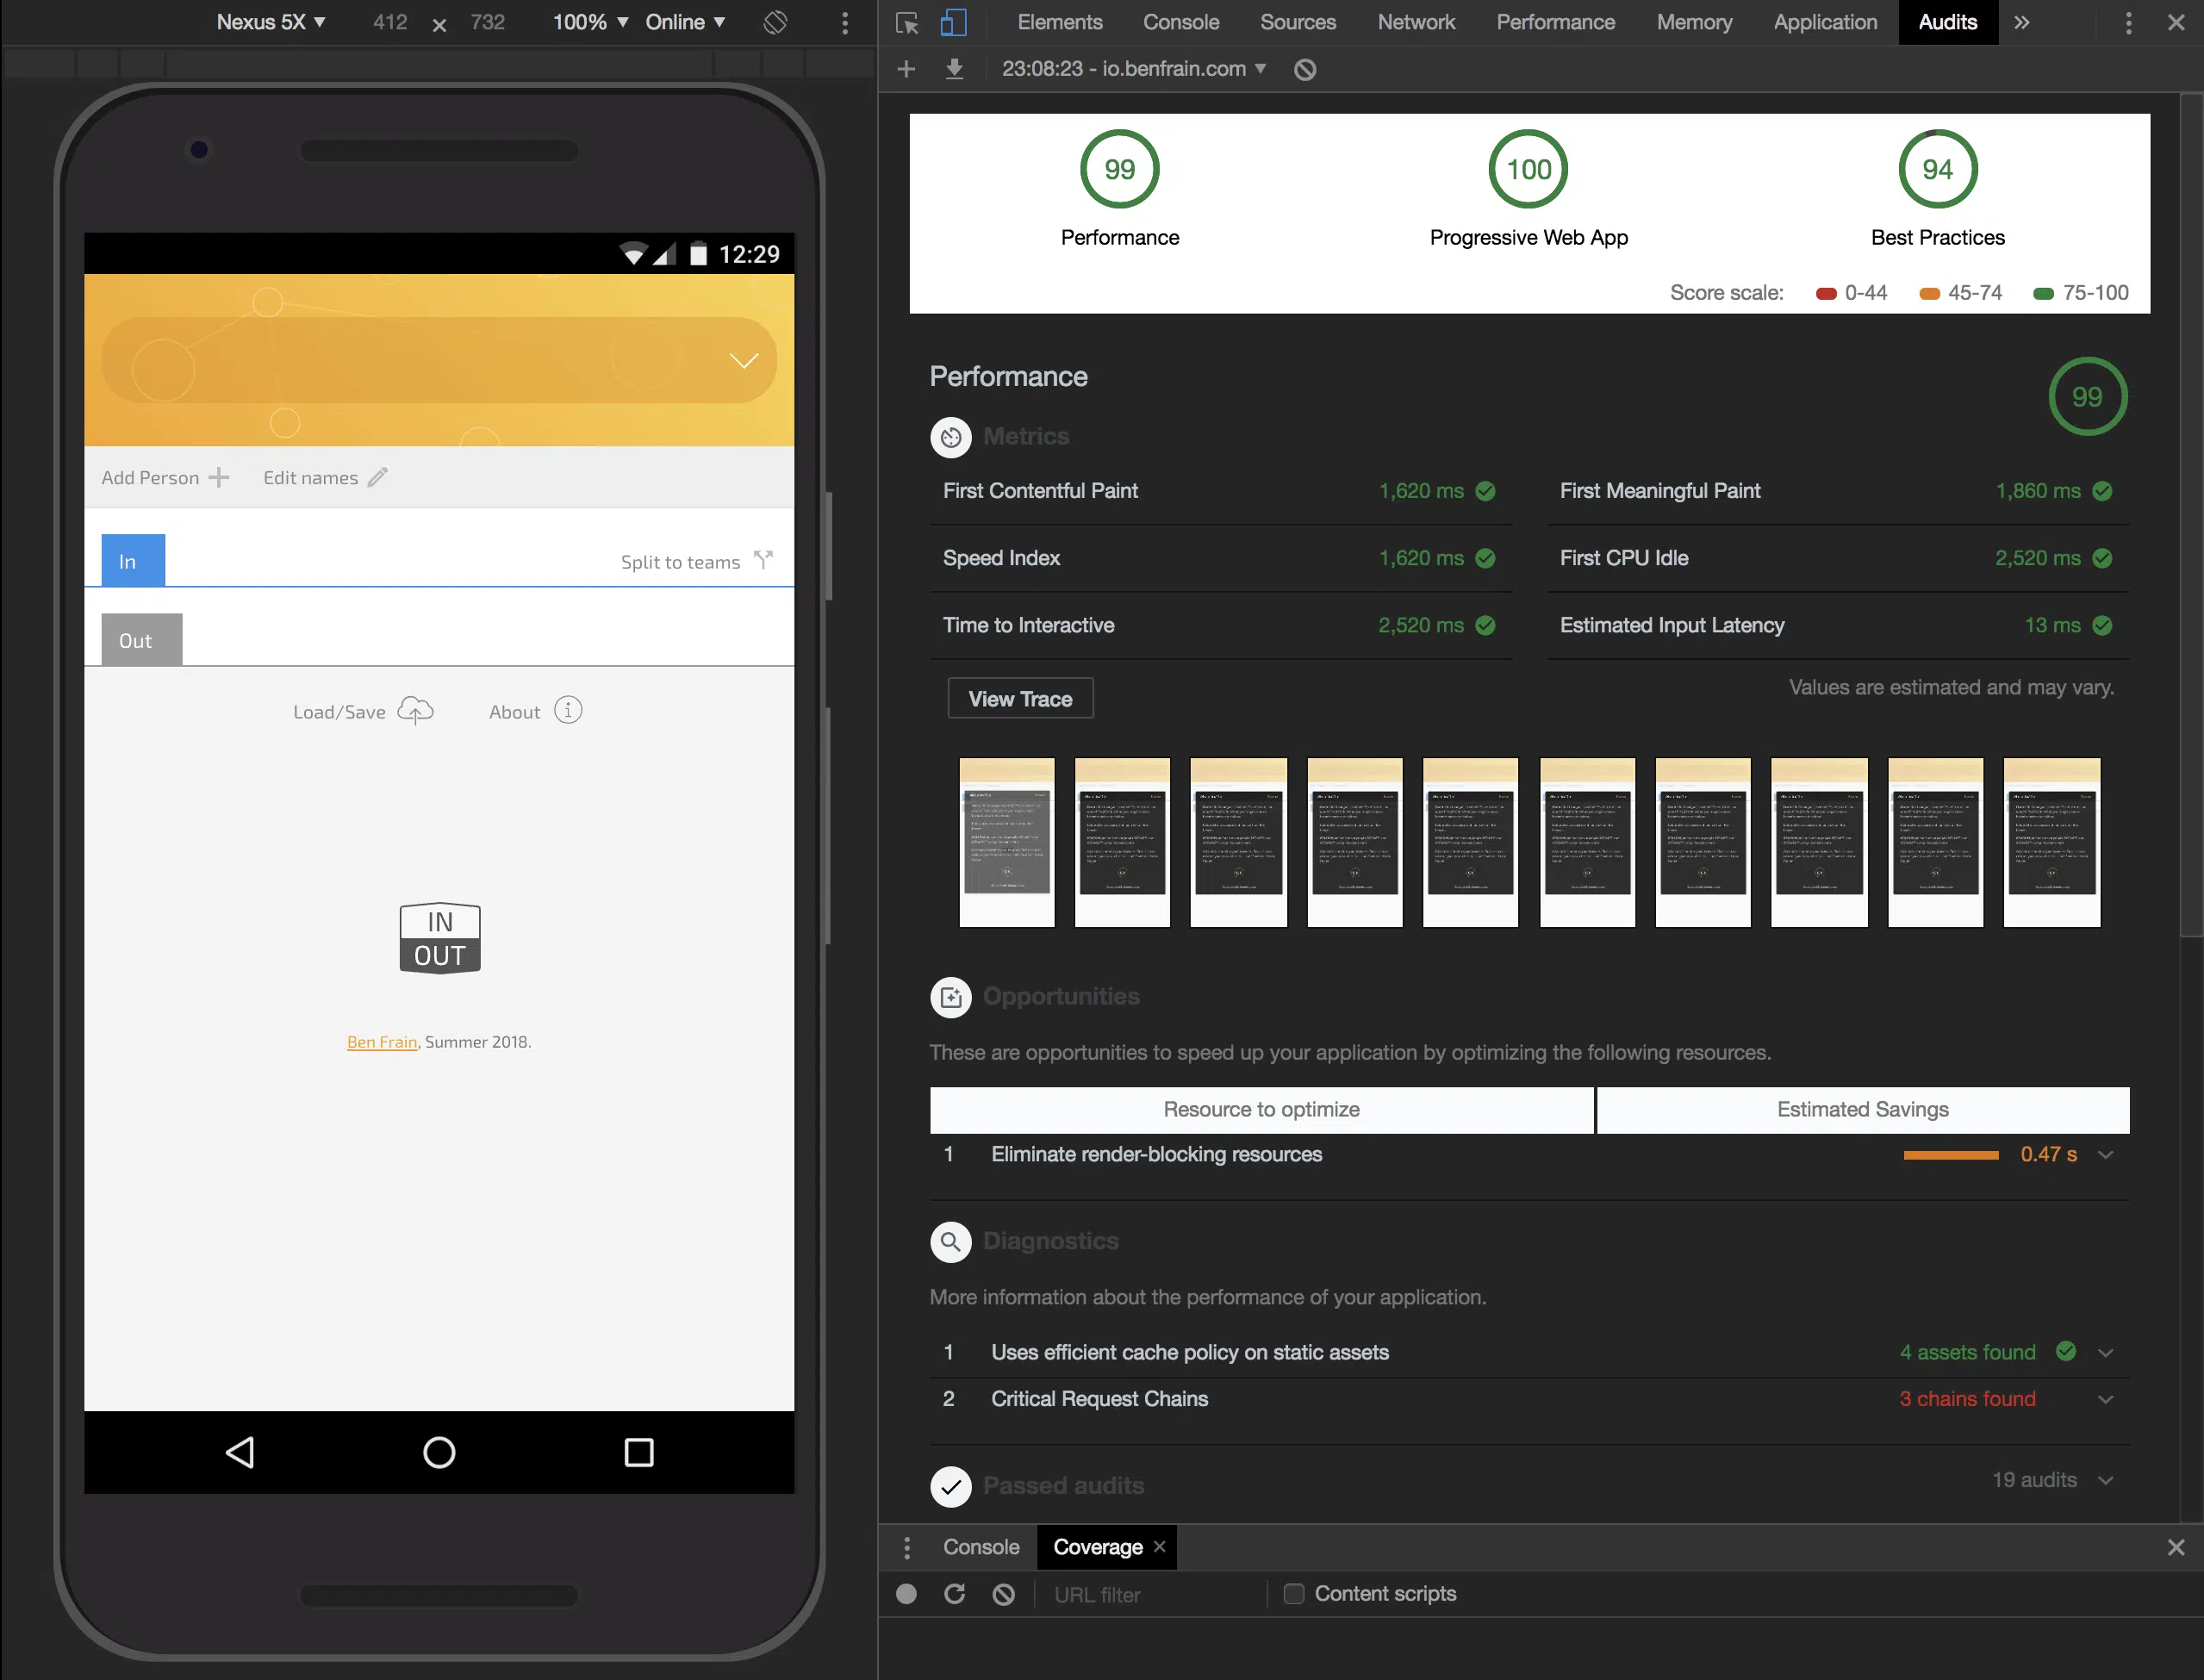 Nexus 5X ▼ 412 × 732 100% ▼ Online ▼
12:29
Add Person Edit names
In Split to teams
Out
Load/Save About
IN
OUT
Ben Frain, Summer 2018.
Elements Console Sources Network Performance Memory Application Audits »
23:08:23 - io.benfrain.com ▼
99 100 94
Performance Progressive Web App Best Practices
Score scale: 0-44 45-74 75-100
Performance 99
Metrics
First Contentful Paint 1,620 ms First Meaningful Paint 1,860 ms
Speed Index 1,620 ms First CPU Idle 2,520 ms
Time to Interactive 2,520 ms Estimated Input Latency 13 ms
View Trace Values are estimated and may vary.
Opportunities
These are opportunities to speed up your application by optimizing the following resources.
Resource to optimize Estimated Savings
1 Eliminate render-blocking resources 0.47 s
Diagnostics
More information about the performance of your application.
1 Uses efficient cache policy on static assets 4 assets found
2 Critical Request Chains 3 chains found
Passed audits 19 audits
Console Coverage ×
URL filter Content scripts